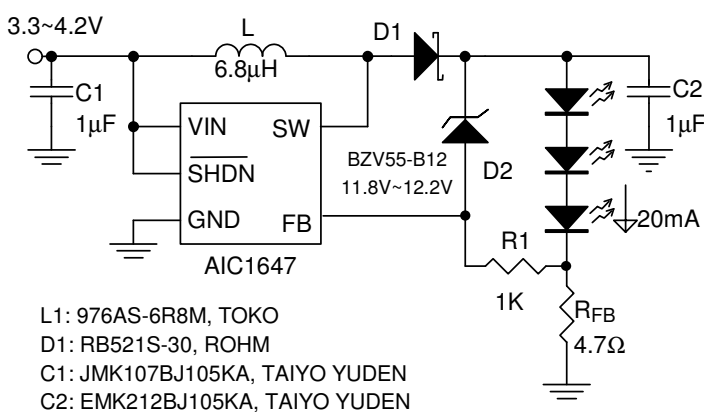 3.3~4.2V
L
6.8μH
D1
C1
1μF
VIN
SW
SHDN
GND
FB
AIC1647
BZV55-B12
11.8V~12.2V
D2
C2
1μF
20mA
R1
1K
RFB
4.7Ω
L1: 976AS-6R8M, TOKO
D1: RB521S-30, ROHM
C1: JMK107BJ105KA, TAIYO YUDEN
C2: EMK212BJ105KA, TAIYO YUDEN